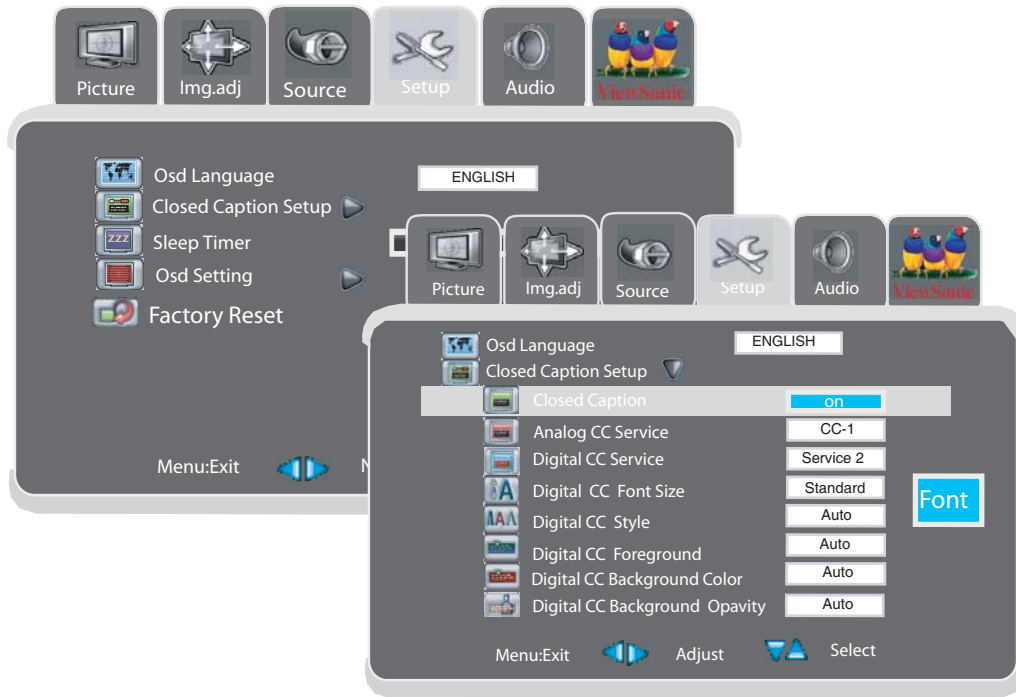 Picture Img.adj Source Setup Audio ViewSonic
Osd Language ENGLISH
Closed Caption Setup
zzz Sleep Timer
Osd Setting
Factory Reset
Menu:Exit
Picture Img.adj Source Setup Audio ViewSonic
Osd Language ENGLISH
Closed Caption Setup
Closed Caption on
Analog CC Service CC-1
Digital CC Service Service 2
Digital CC Font Size Standard
Font
Digital CC Style Auto
Digital CC Foreground Auto
Digital CC Background Color Auto
Digital CC Background Opavity Auto
Menu:Exit Adjust Select